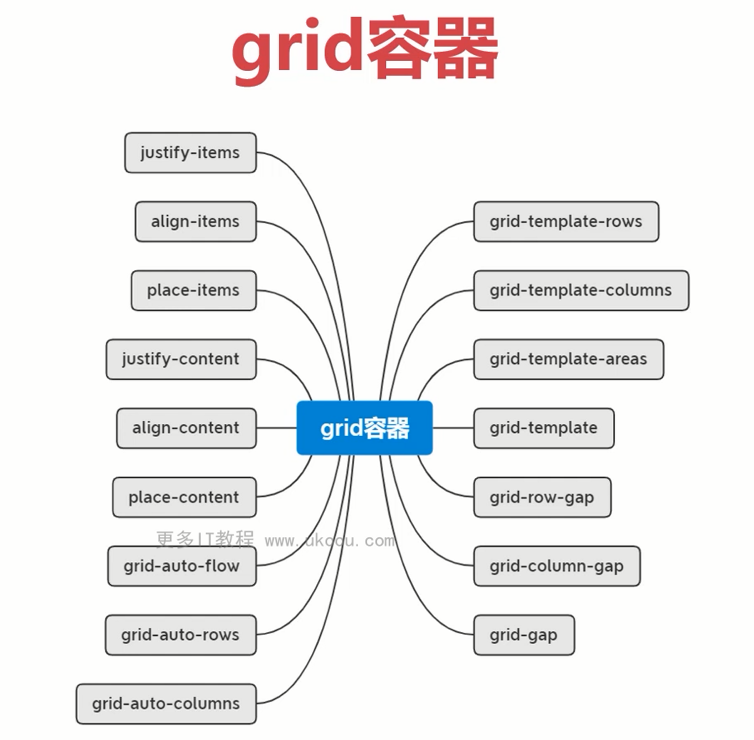 grid容器
justify-items
align-items
place-items
justify-content
align-content
place-content
grid-auto-flow
grid-auto-rows
grid-auto-columns
grid容器
grid-template-rows
grid-template-columns
grid-template-areas
grid-template
grid-row-gap
grid-column-gap
grid-gap
更多IT教程